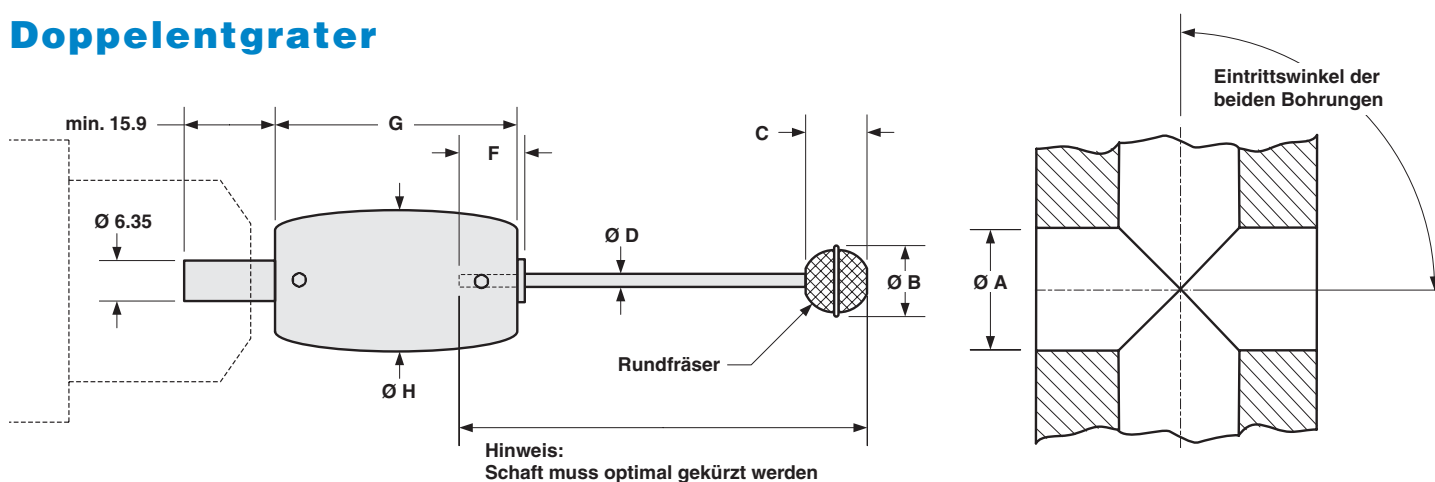 Doppelentgrater
Eintrittswinkel der
beiden Bohrungen
min. 15.9
G
F
C
Ø 6.35
Ø D
Ø B
Ø A
Rundfräser
Ø H
Hinweis:
Schaft muss optimal gekürzt werden